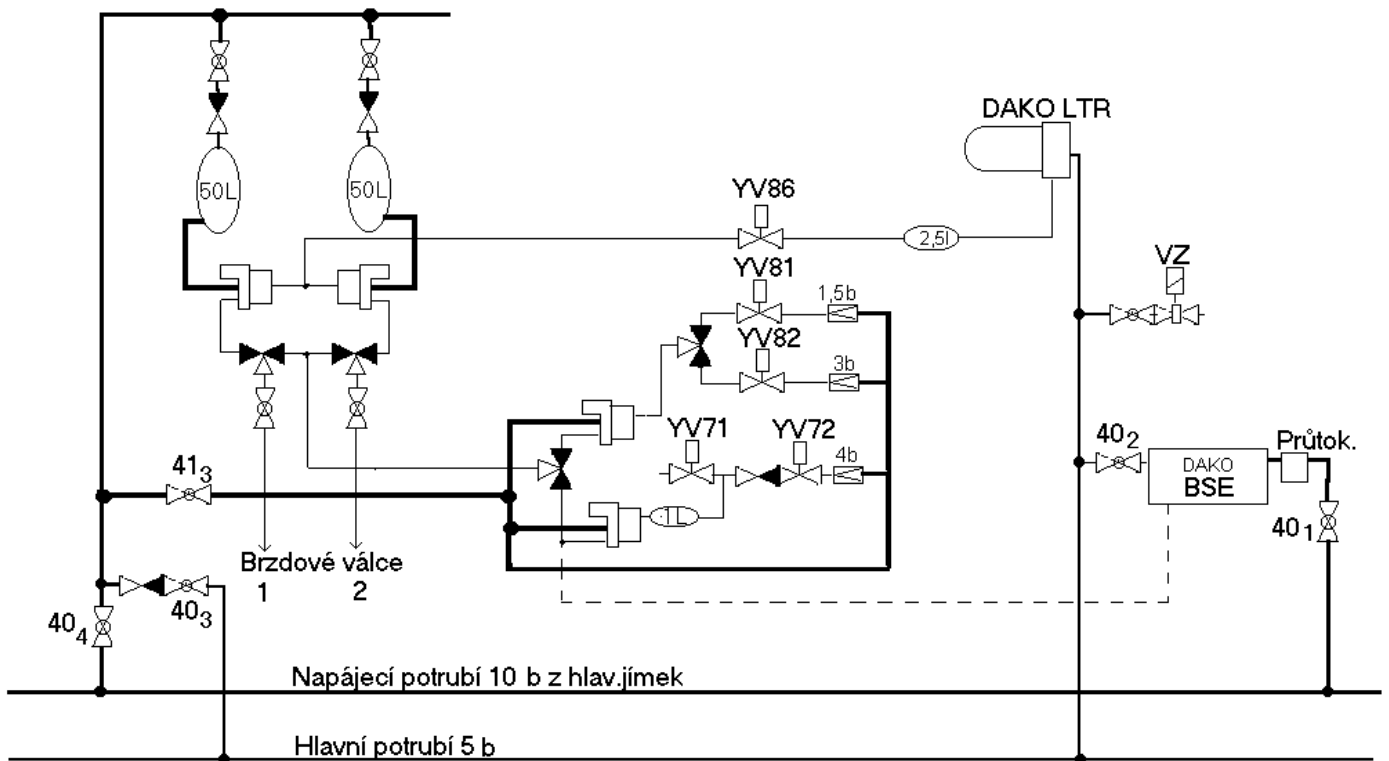 DAKO LTR
50L
50L
YV86
2,5l
YV81
VZ
1,5b
YV82
3b
YV71
YV72
40₂
Průtok.
41₃
4b
DAKO
BSE
1L
40₁
Brzdové válce
1
2
40₃
40₄
Napájecí potrubí 10 b z hlav.jímek
Hlavní potrubí 5 b